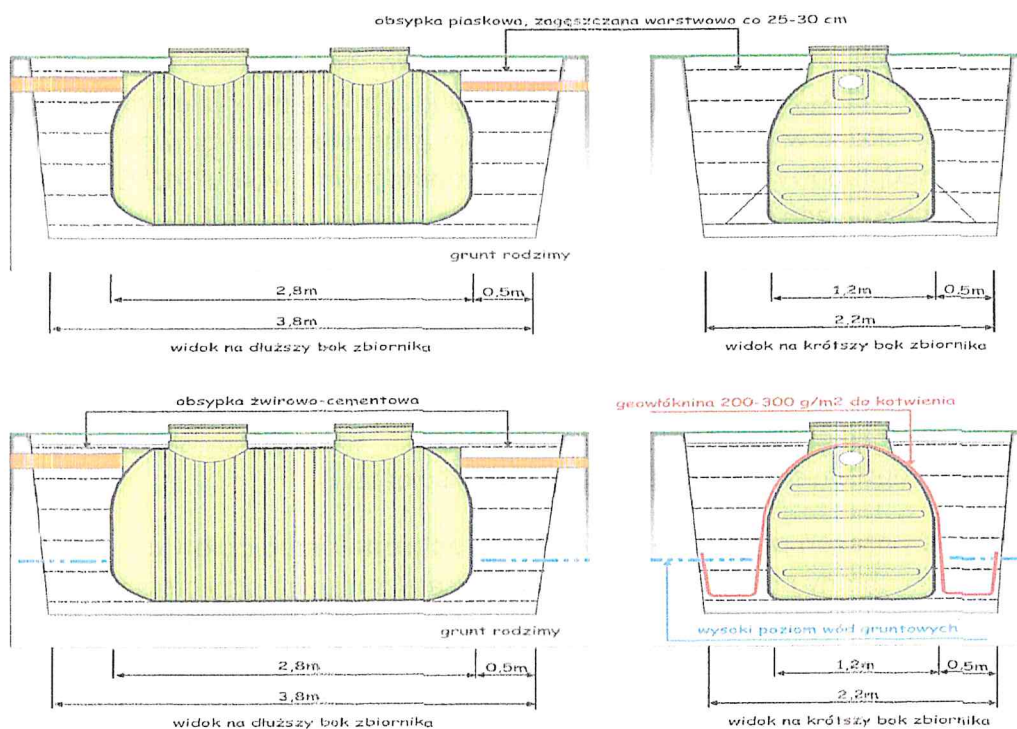 obsypka piaskowa, zagęszczana warstwowo co 25-30 cm
grunt rodzimy
2,8m
0,5m
3,8m
widok na dłuższy bok zbiornika
1,2m
0,5m
2,2m
widok na krótszy bok zbiornika
obsypka żwirowo-cementowa
geowłóknina 200-300 g/m2 do kotwienia
grunt rodzimy
wysoki poziom wód gruntowych
2,8m
0,5m
3,8m
widok na dłuższy bok zbiornika
1,2m
0,5m
2,2m
widok na krótszy bok zbiornika